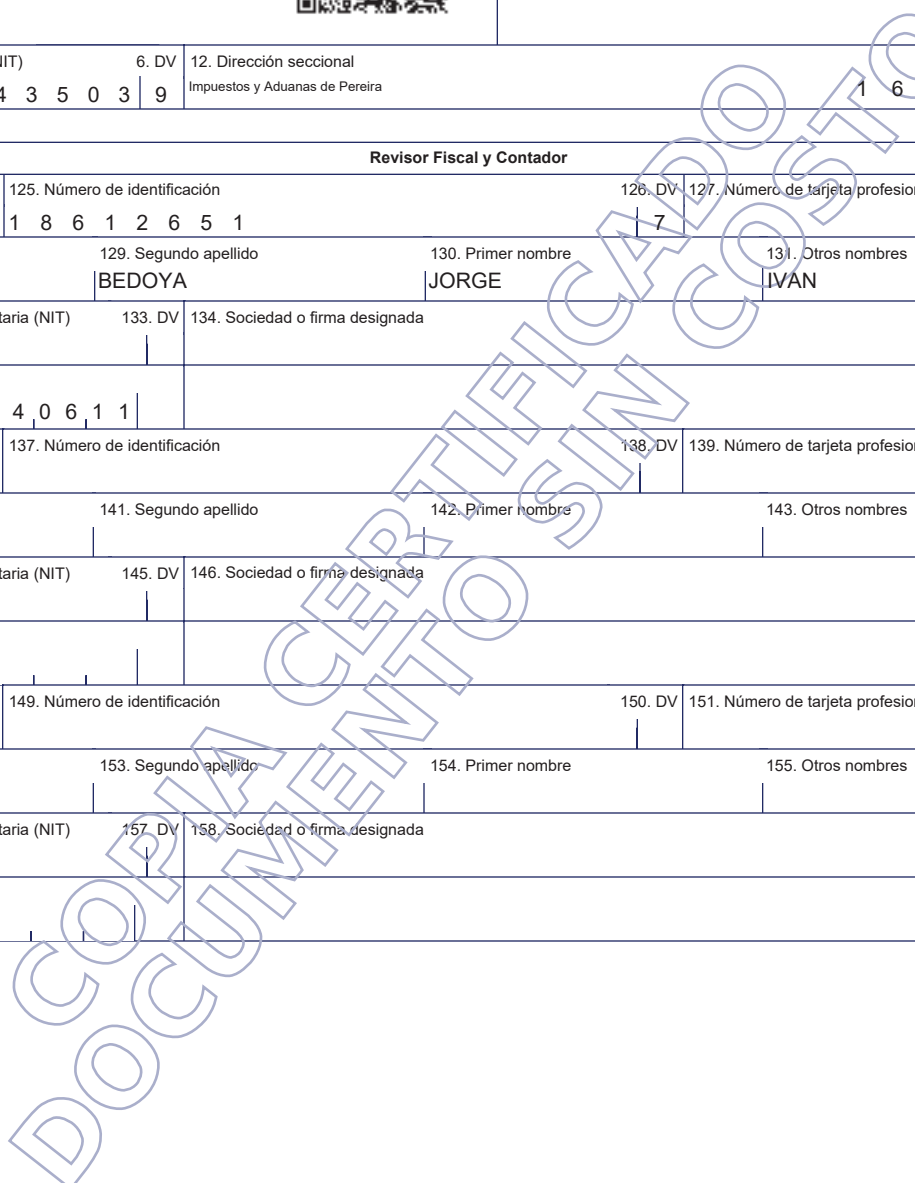 IT) 6. DV 12. Dirección seccional
4 3 5 0 3 9 Impuestos y Aduanas de Pereira 1 6
Revisor Fiscal y Contador
125. Número de identificación 126. DV 127. Número de tarjeta profesio
1 8 6 1 2 6 5 1 7
129. Segundo apellido 130. Primer nombre 131. Otros nombres
BEDOYA JORGE IVAN
taria (NIT) 133. DV 134. Sociedad o firma designada
4 0 6 1 1
137. Número de identificación 138. DV 139. Número de tarjeta profesio
141. Segundo apellido 142. Primer nombre 143. Otros nombres
taria (NIT) 145. DV 146. Sociedad o firma designada
149. Número de identificación 150. DV 151. Número de tarjeta profesio
153. Segundo apellido 154. Primer nombre 155. Otros nombres
taria (NIT) 157. DV 158. Sociedad o firma designada
COPIA CERTIFICADO
DOCUMENTO SIN COSTO